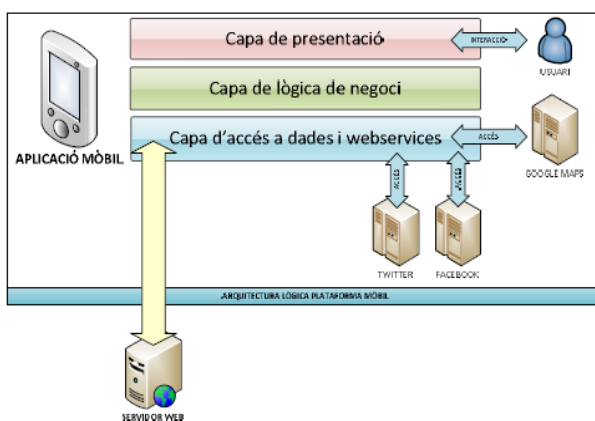 Capa de presentació
INTERACCIÓ
USUARI
Capa de lògica de negoci
Capa d'accés a dades i webservices
ACCÉS
APLICACIÓ MÒBIL
GOOGLE MAPS
ACCÉS
ACCÉS
TWITTER
FACEBOOK
ARQUITECTURA LÒGICA PLATAFORMA MÒBIL
SERVIDOR WEB